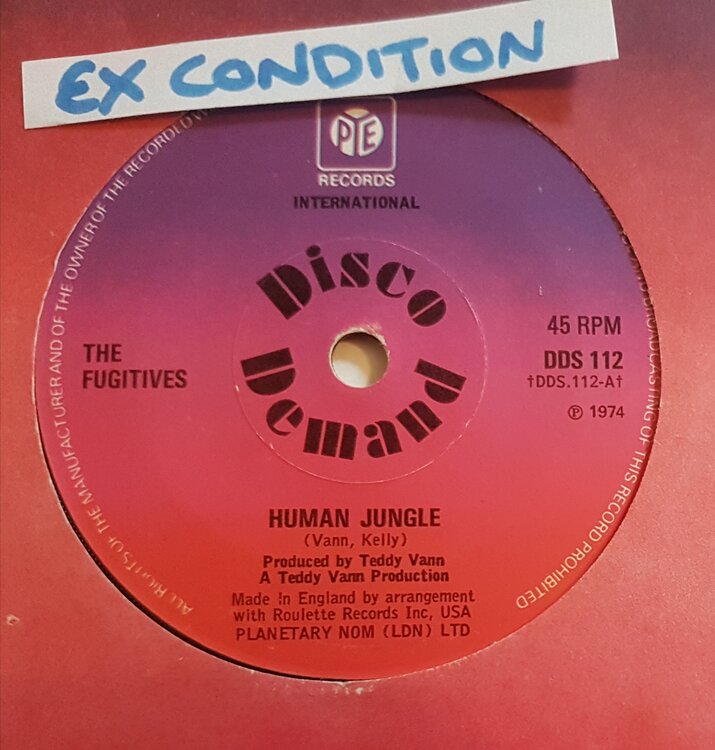 EX CONDITION
PYE
RECORDS
INTERNATIONAL
Disco
Demand
THE
FUGITIVES
45 RPM
DDS 112
†DDS.112-A†
℗ 1974
HUMAN JUNGLE
(Vann, Kelly)
Produced by Teddy Vann
A Teddy Vann Production
Made in England by arrangement
with Roulette Records Inc, USA
PLANETARY NOM (LDN) LTD
ALL RIGHTS OF THE MANUFACTURER AND OF THE OWNER OF THE RECORDED
BROADCASTING OF THIS RECORD PROHIBITED